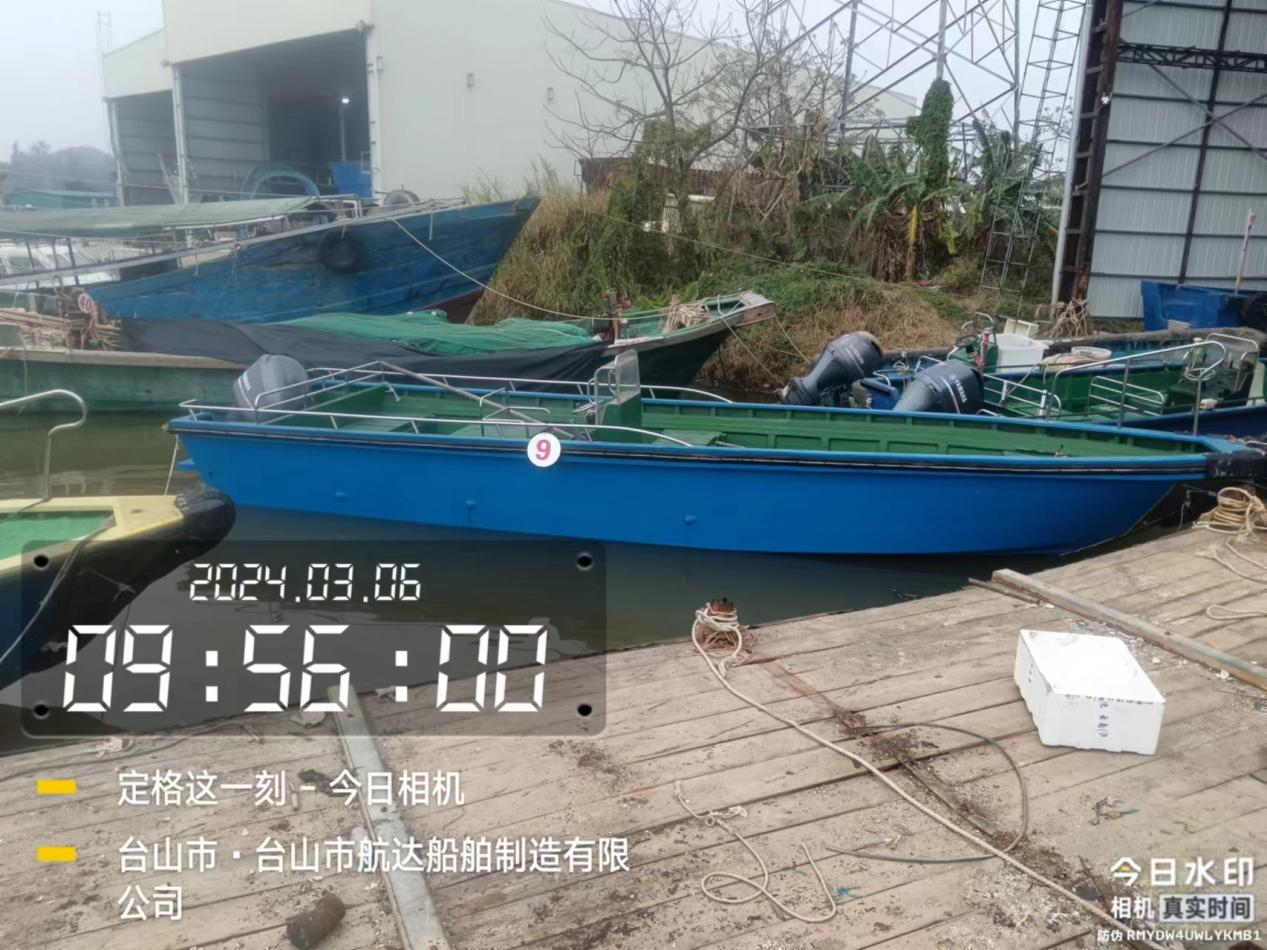 9
2024.03.06
09:56:00
定格这一刻 - 今日相机
台山市·台山市航达船舶制造有限
公司
今日水印
相机 真实时间
防伪 RMYDW4UWLYKMB1